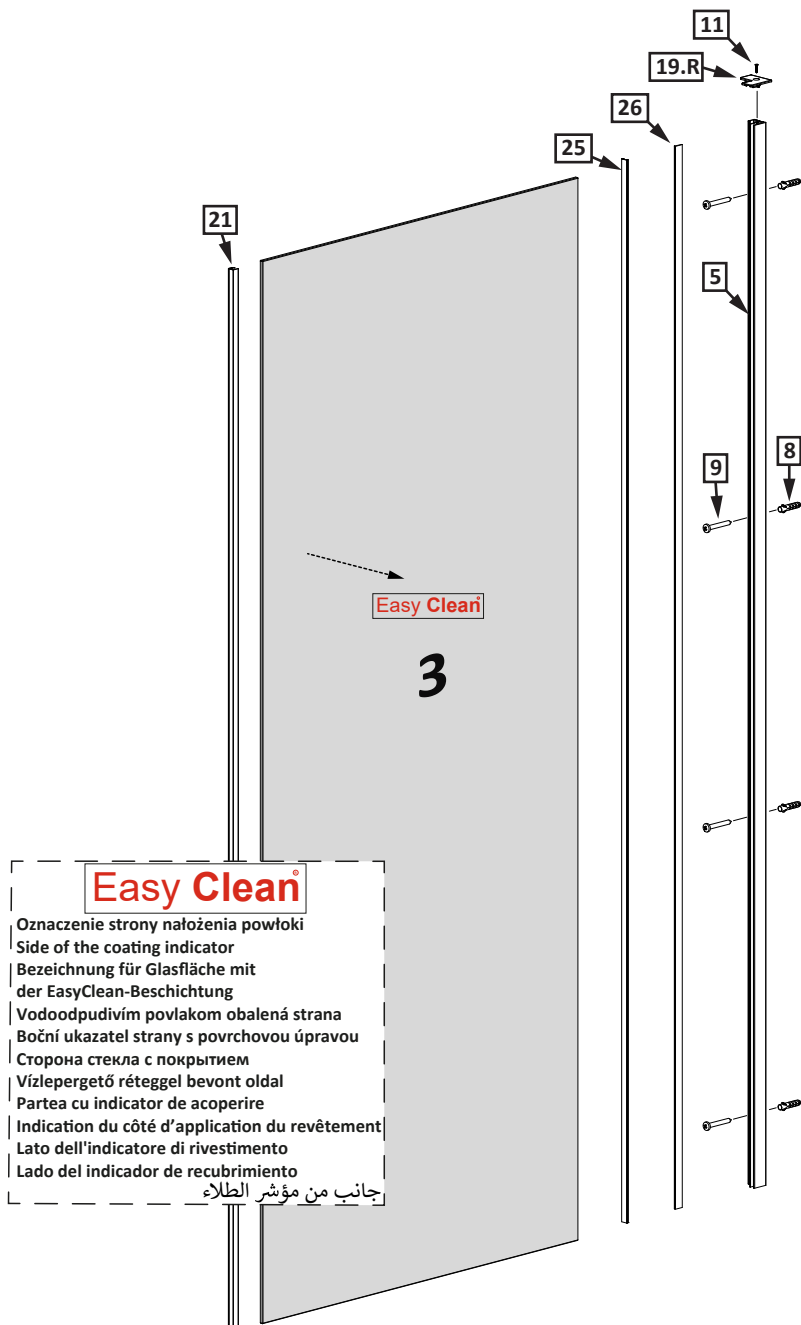 11
19.R
26
25
21
5
8
9
Easy Clean®
3
Easy Clean®
Oznaczenie strony nałożenia powłoki
Side of the coating indicator
Bezeichnung für Glasfläche mit
der EasyClean-Beschichtung
Vodoodpudivím povlakom obalená strana
Boční ukazatel strany s povrchovou úpravou
Сторона стекла с покрытием
Vízlepergető réteggel bevont oldal
Partea cu indicator de acoperire
Indication du côté d’application du revêtement
Lato dell'indicatore di rivestimento
Lado del indicador de recubrimiento
جانب من مؤشر الطلاء